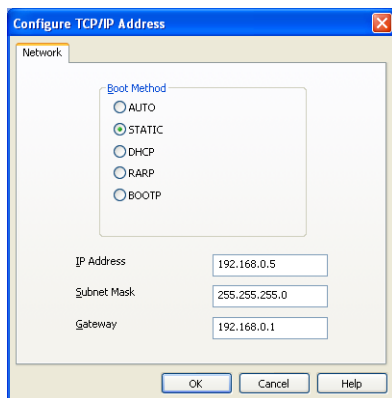 Configure TCP/IP Address
Network
Boot Method
AUTO
STATIC
DHCP
RARP
BOOTP
IP Address 192.168.0.5
Subnet Mask 255.255.255.0
Gateway 192.168.0.1
OK Cancel Help